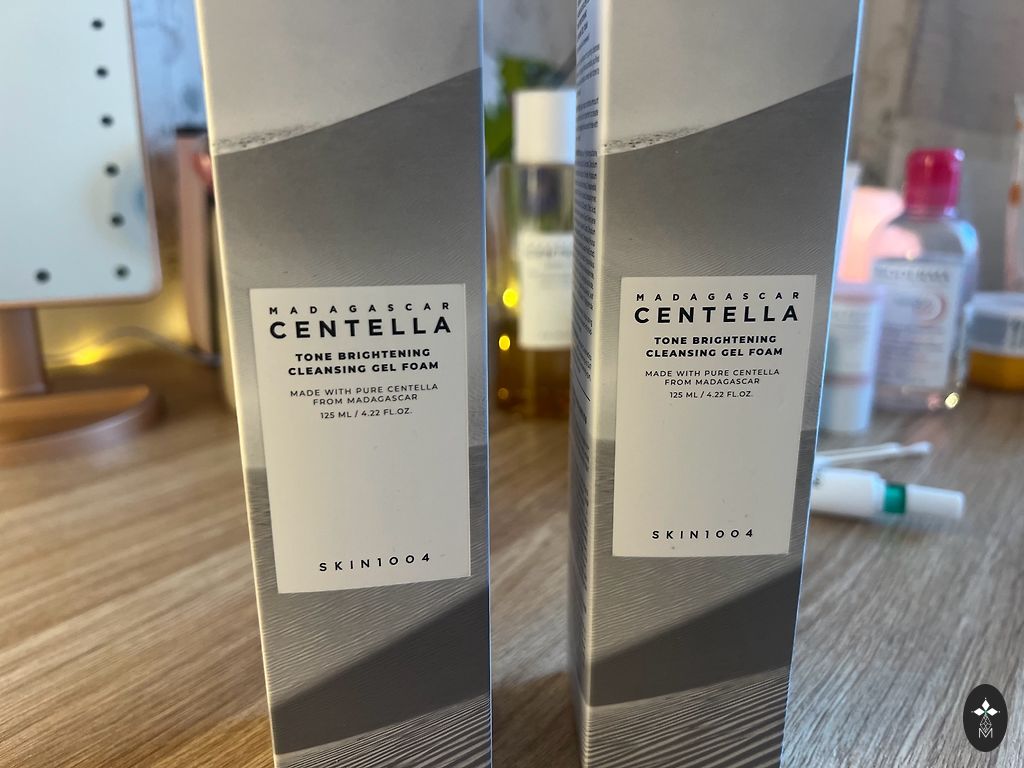 MADAGASCAR
CENTELLA
TONE BRIGHTENING
CLEANSING GEL FOAM
MADE WITH PURE CENTELLA
FROM MADAGASCAR
125 ML / 4.22 FL.OZ.
SKIN1004
MADAGASCAR
CENTELLA
TONE BRIGHTENING
CLEANSING GEL FOAM
MADE WITH PURE CENTELLA
FROM MADAGASCAR
125 ML / 4.22 FL.OZ.
SKIN1004
M